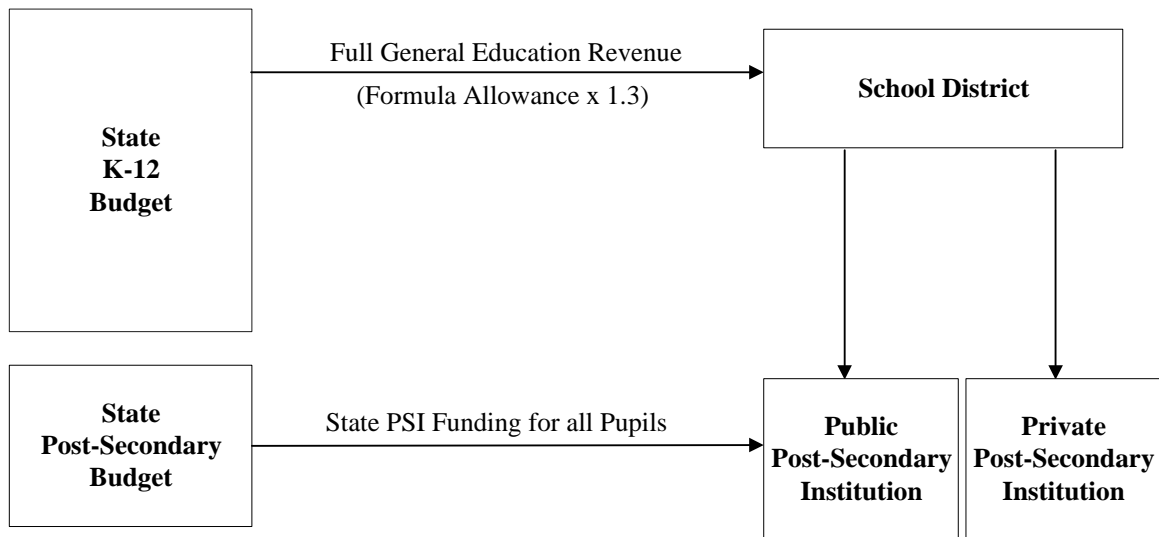 Full General Education Revenue
(Formula Allowance x 1.3)
School District
State
K-12
Budget
State
Post-Secondary
Budget
State PSI Funding for all Pupils
Public
Post-Secondary
Institution
Private
Post-Secondary
Institution